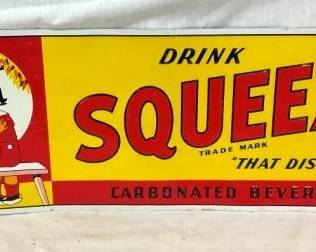 DRINK
SQUEE
TRADE MARK
"THAT DIS
CARBONATED BEVER